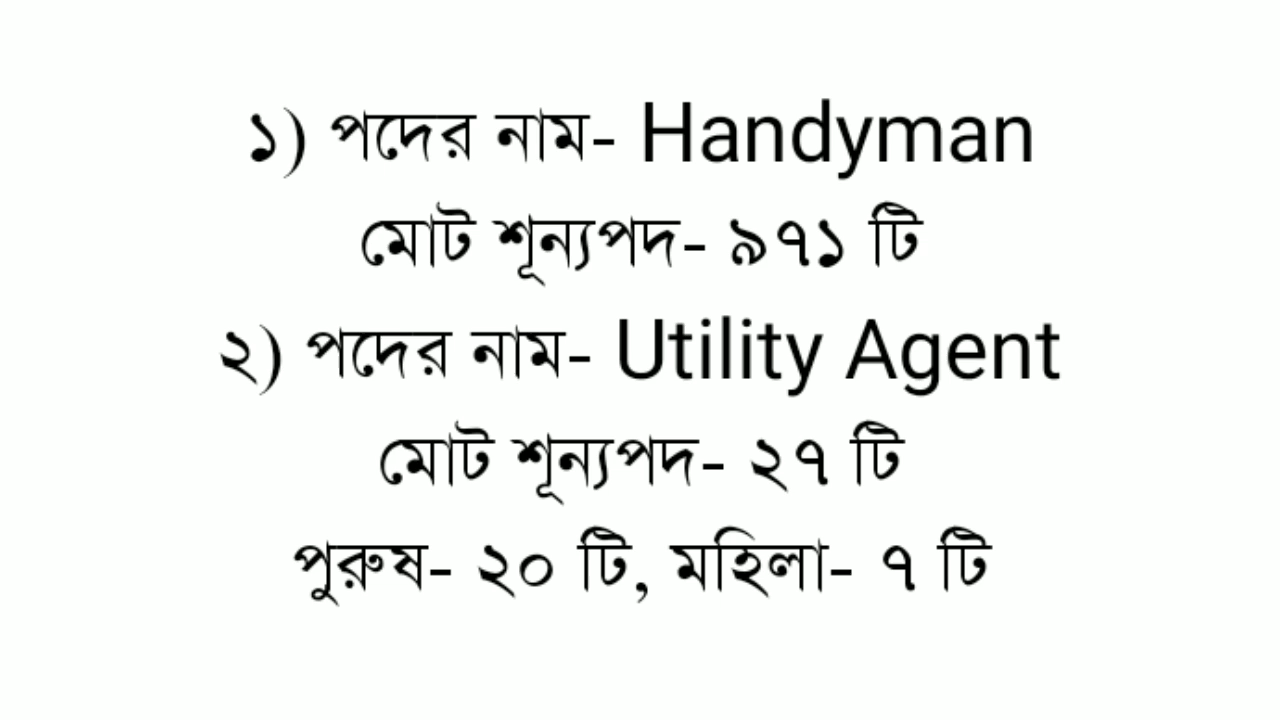 ১) পদের নাম- Handyman
মোট শূন্যপদ- ৯৭১ টি
২) পদের নাম- Utility Agent
মোট শূন্যপদ- ২৭ টি
পুরুষ- ২০ টি, মহিলা- ৭ টি